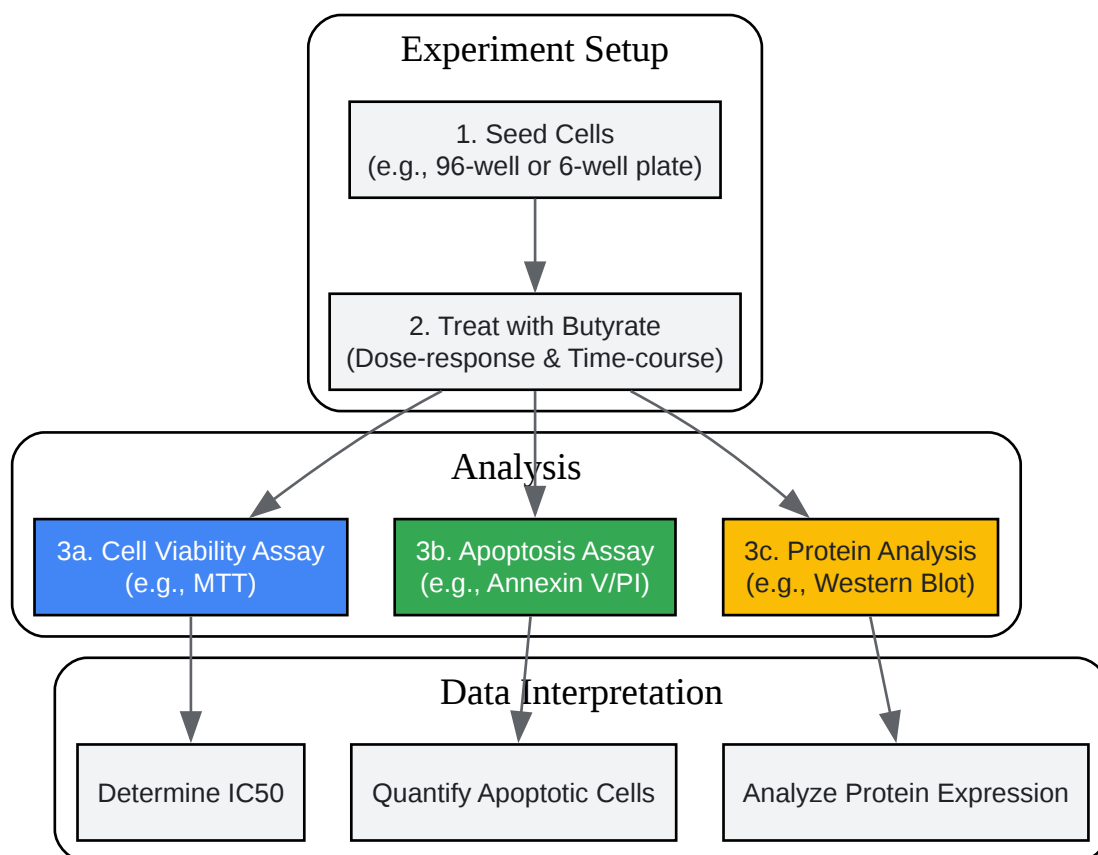 Experiment Setup
1. Seed Cells
(e.g., 96-well or 6-well plate)
2. Treat with Butyrate
(Dose-response & Time-course)
Analysis
3a. Cell Viability Assay
(e.g., MTT)
3b. Apoptosis Assay
(e.g., Annexin V/PI)
3c. Protein Analysis
(e.g., Western Blot)
Data Interpretation
Determine IC50
Quantify Apoptotic Cells
Analyze Protein Expression